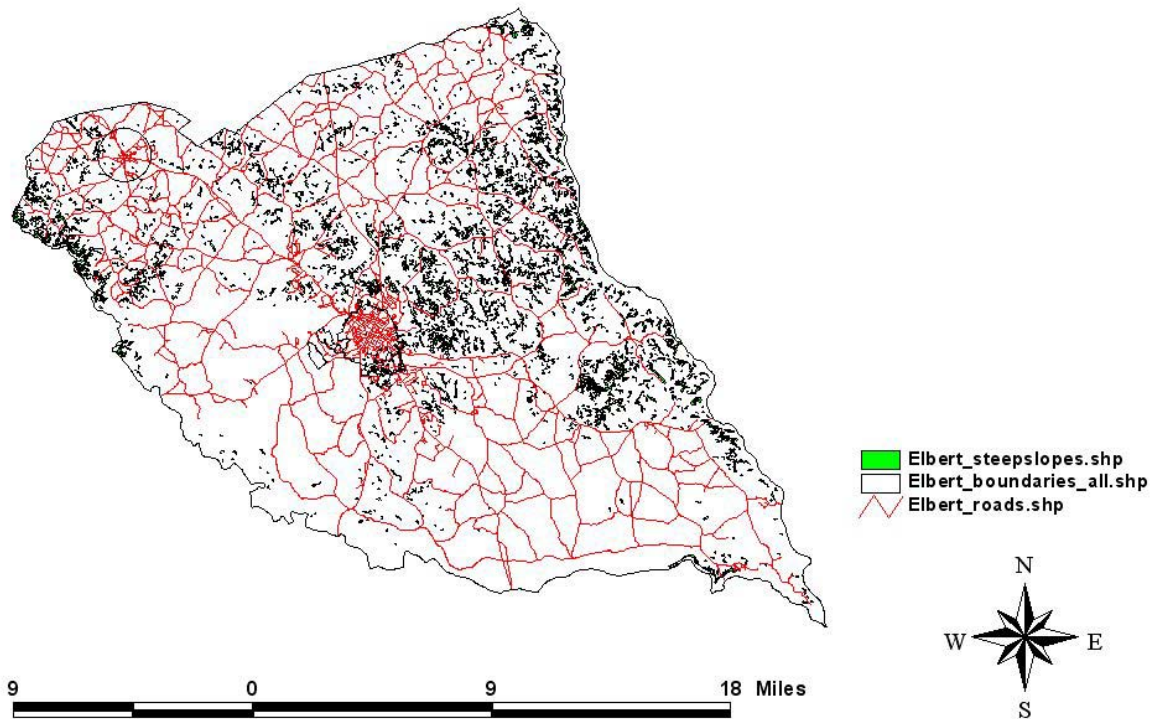 Elbert_steepslopes.shp
Elbert_boundaries_all.shp
Elbert_roads.shp
N
W E
S
9 0 9 18 Miles